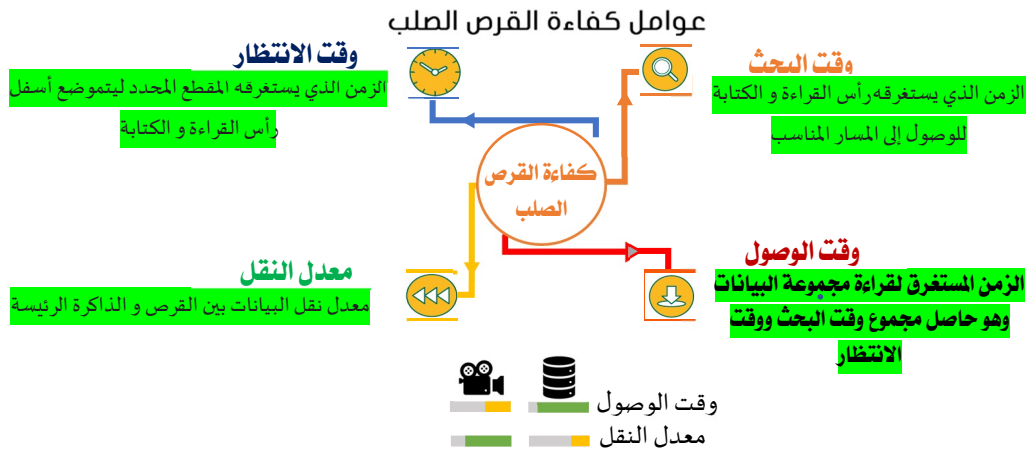 عوامل كفاءة القرص الصلب
وقت البحث
الزمن الذي يستغرقه رأس القراءة و الكتابة
للوصول إلى المسار المناسب
وقت الانتظار
الزمن الذي يستغرقه المقطع المحدد ليتموضع أسفل
رأس القراءة و الكتابة
كفاءة القرص
الصلب
وقت الوصول
الزمن المستغرق لقراءة مجموعة البيانات
وهو حاصل مجموع وقت البحث ووقت
الانتظار
معدل النقل
معدل نقل البيانات بين القرص و الذاكرة الرئيسة
وقت الوصول
معدل النقل